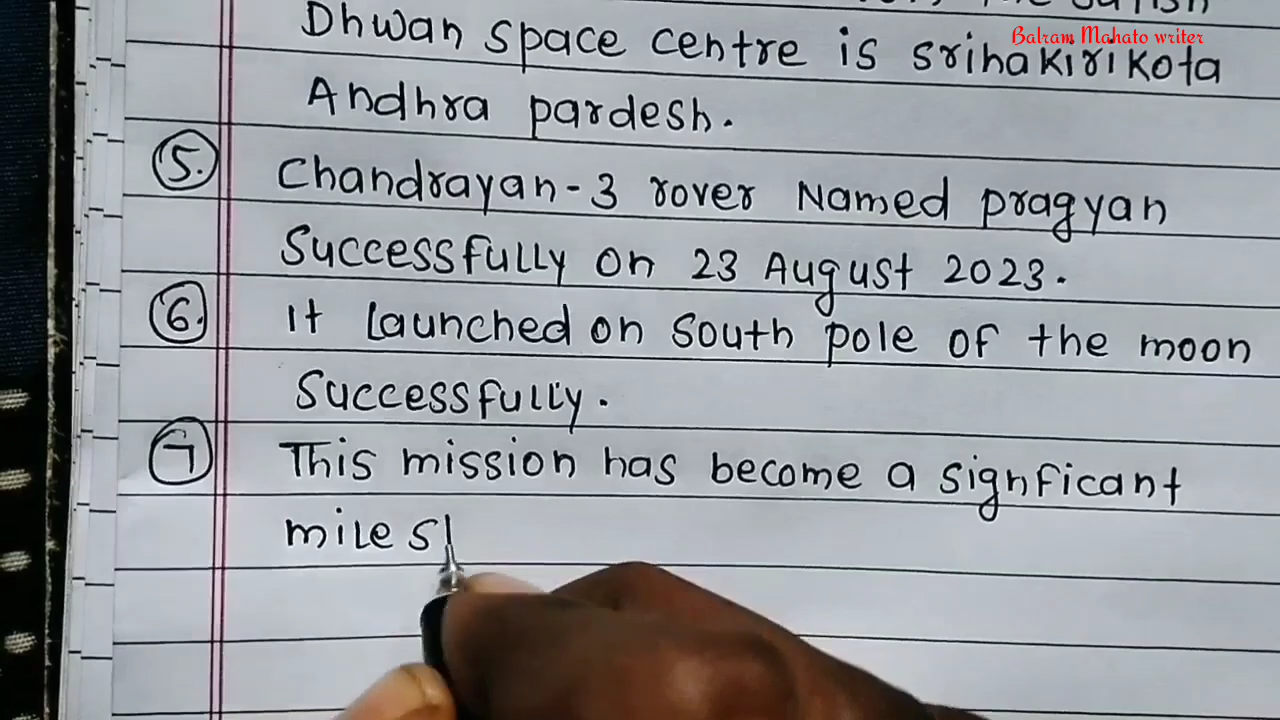 Balram Mahato writer
Dhwan space centre is srihakirikota
Andhra pardesh.
5. Chandrayan-3 rover Named pragyan
Successfully on 23 August 2023.
6. It launched on south pole of the moon
Successfully.
7 This mission has become a signficant
miles